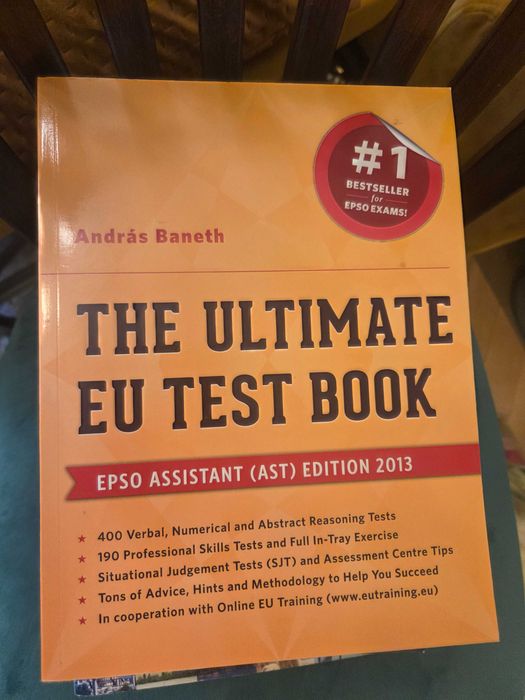 #1
BESTSELLER
for
EPSO EXAMS!
András Baneth
THE ULTIMATE
EU TEST BOOK
EPSO ASSISTANT (AST) EDITION 2013
★ 400 Verbal, Numerical and Abstract Reasoning Tests
★ 190 Professional Skills Tests and Full In-Tray Exercise
★ Situational Judgement Tests (SJT) and Assessment Centre Tips
★ Tons of Advice, Hints and Methodology to Help You Succeed
★ In cooperation with Online EU Training (www.eutraining.eu)